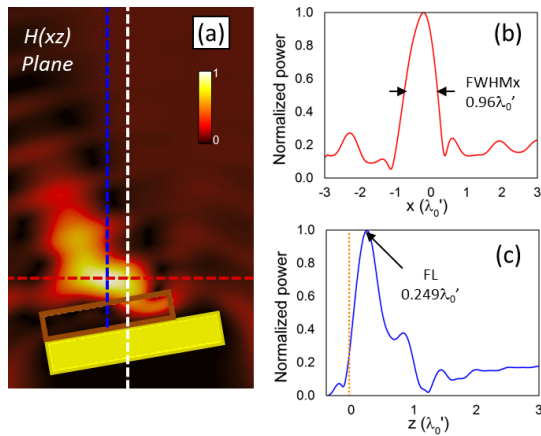 H(xz)
Plane
(a)
1
0
Normalized power
1.0
0.8
0.6
0.4
0.2
0.0
-3
-2
-1
0
1
2
3
x (λ₀')
(b)
FWHMx
0.96λ₀'
Normalized power
1.0
0.8
0.6
0.4
0.2
0.0
0
1
2
3
z (λ₀')
(c)
FL
0.249λ₀'